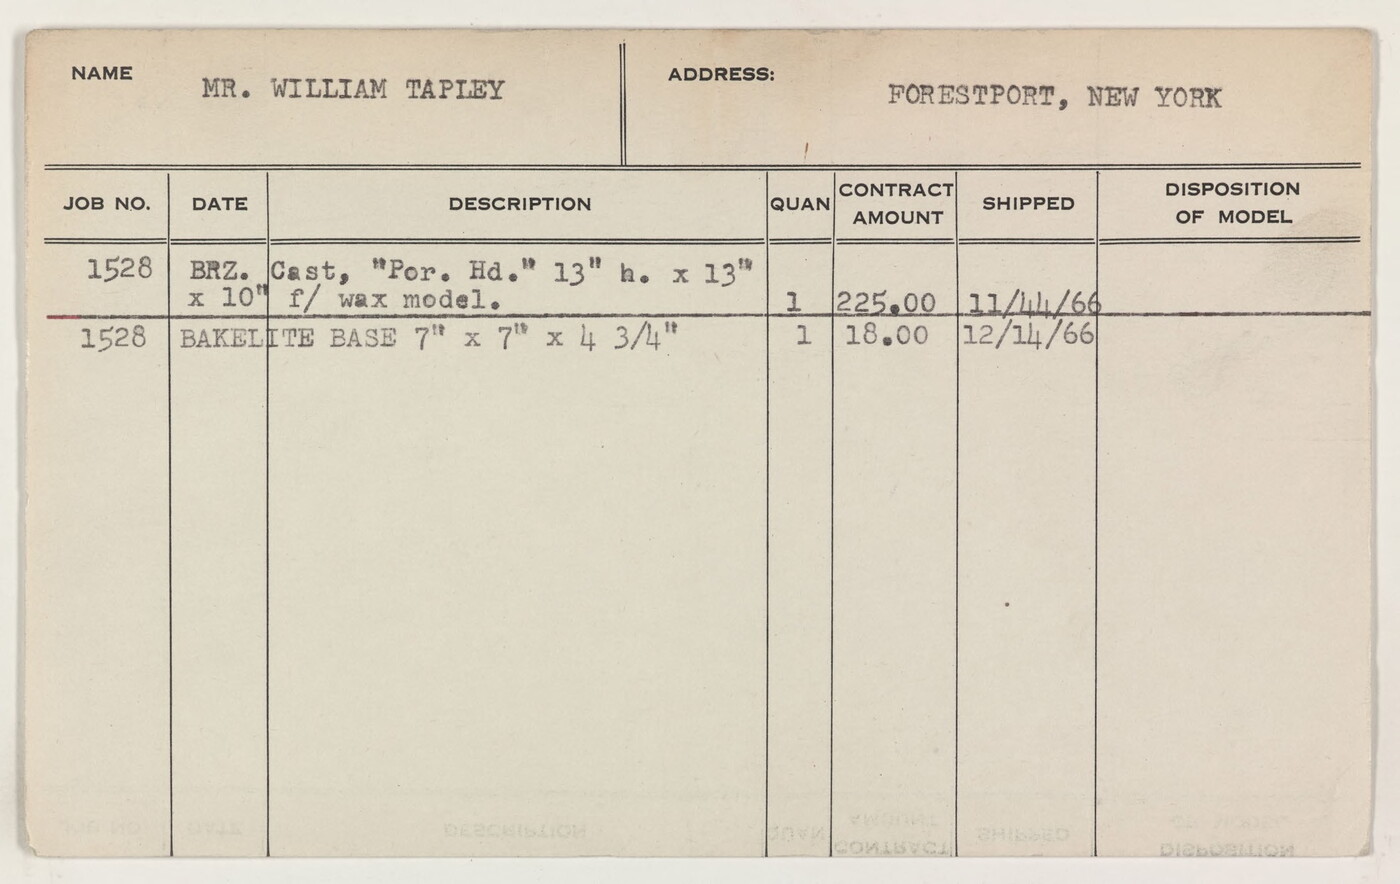 NAME MR. WILLIAM TAPLEY ADDRESS: FORESTPORT, NEW YORK
JOB NO. DATE DESCRIPTION QUAN CONTRACT AMOUNT SHIPPED DISPOSITION OF MODEL
1528 BRZ. Cast, "Por. Hd." 13" h. x 13"
x 10" f/ wax model. 1 225.00 11/44/66
1528 BAKELITE BASE 7" x 7" x 4 3/4" 1 18.00 12/14/66